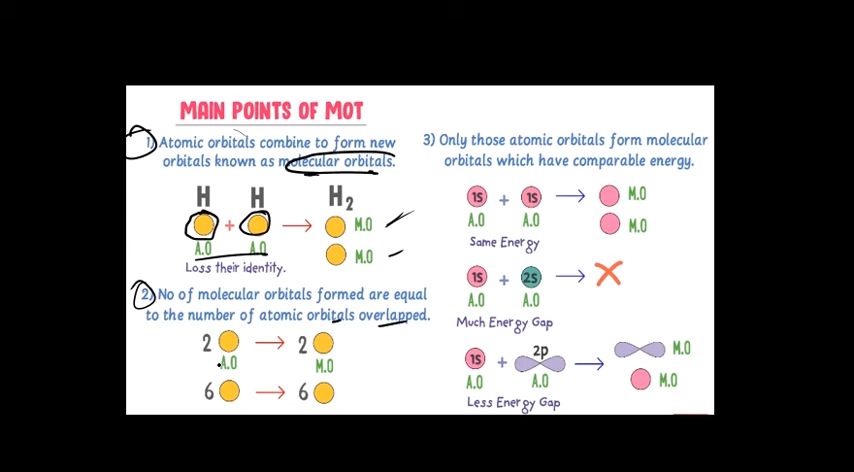 MAIN POINTS OF MOT
1) Atomic orbitals combine to form new
orbitals known as molecular orbitals.
H H H2
+ M.O
A.O A.O M.O
Loss their identity.
2) No of molecular orbitals formed are equal
to the number of atomic orbitals overlapped.
2 2
A.O M.O
6 6
3) Only those atomic orbitals form molecular
orbitals which have comparable energy.
1s + 1s M.O
A.O A.O M.O
Same Energy
1s + 2s
A.O A.O
Much Energy Gap
2p
1s + M.O
A.O A.O M.O
Less Energy Gap